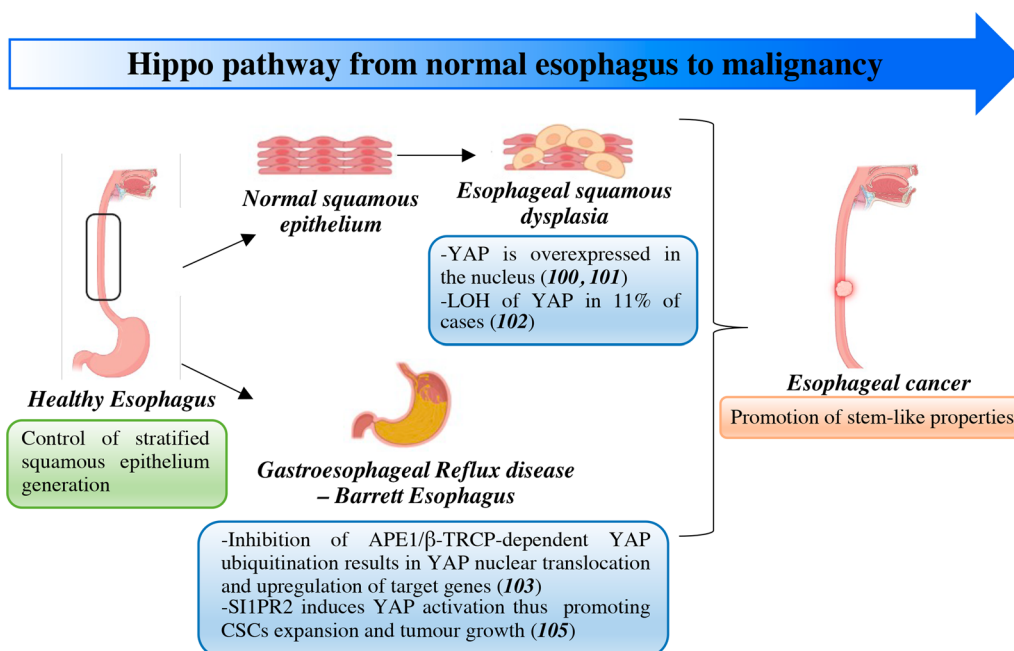 Hippo pathway from normal esophagus to malignancy
Normal squamous
epithelium
Esophageal squamous
dysplasia
-YAP is overexpressed in
the nucleus (100, 101)
-LOH of YAP in 11% of
cases (102)
Healthy Esophagus
Control of stratified
squamous epithelium
generation
Gastroesophageal Reflux disease
– Barrett Esophagus
-Inhibition of APE1/β-TRCP-dependent YAP
ubiquitination results in YAP nuclear translocation
and upregulation of target genes (103)
-SI1PR2 induces YAP activation thus promoting
CSCs expansion and tumour growth (105)
Esophageal cancer
Promotion of stem-like properties